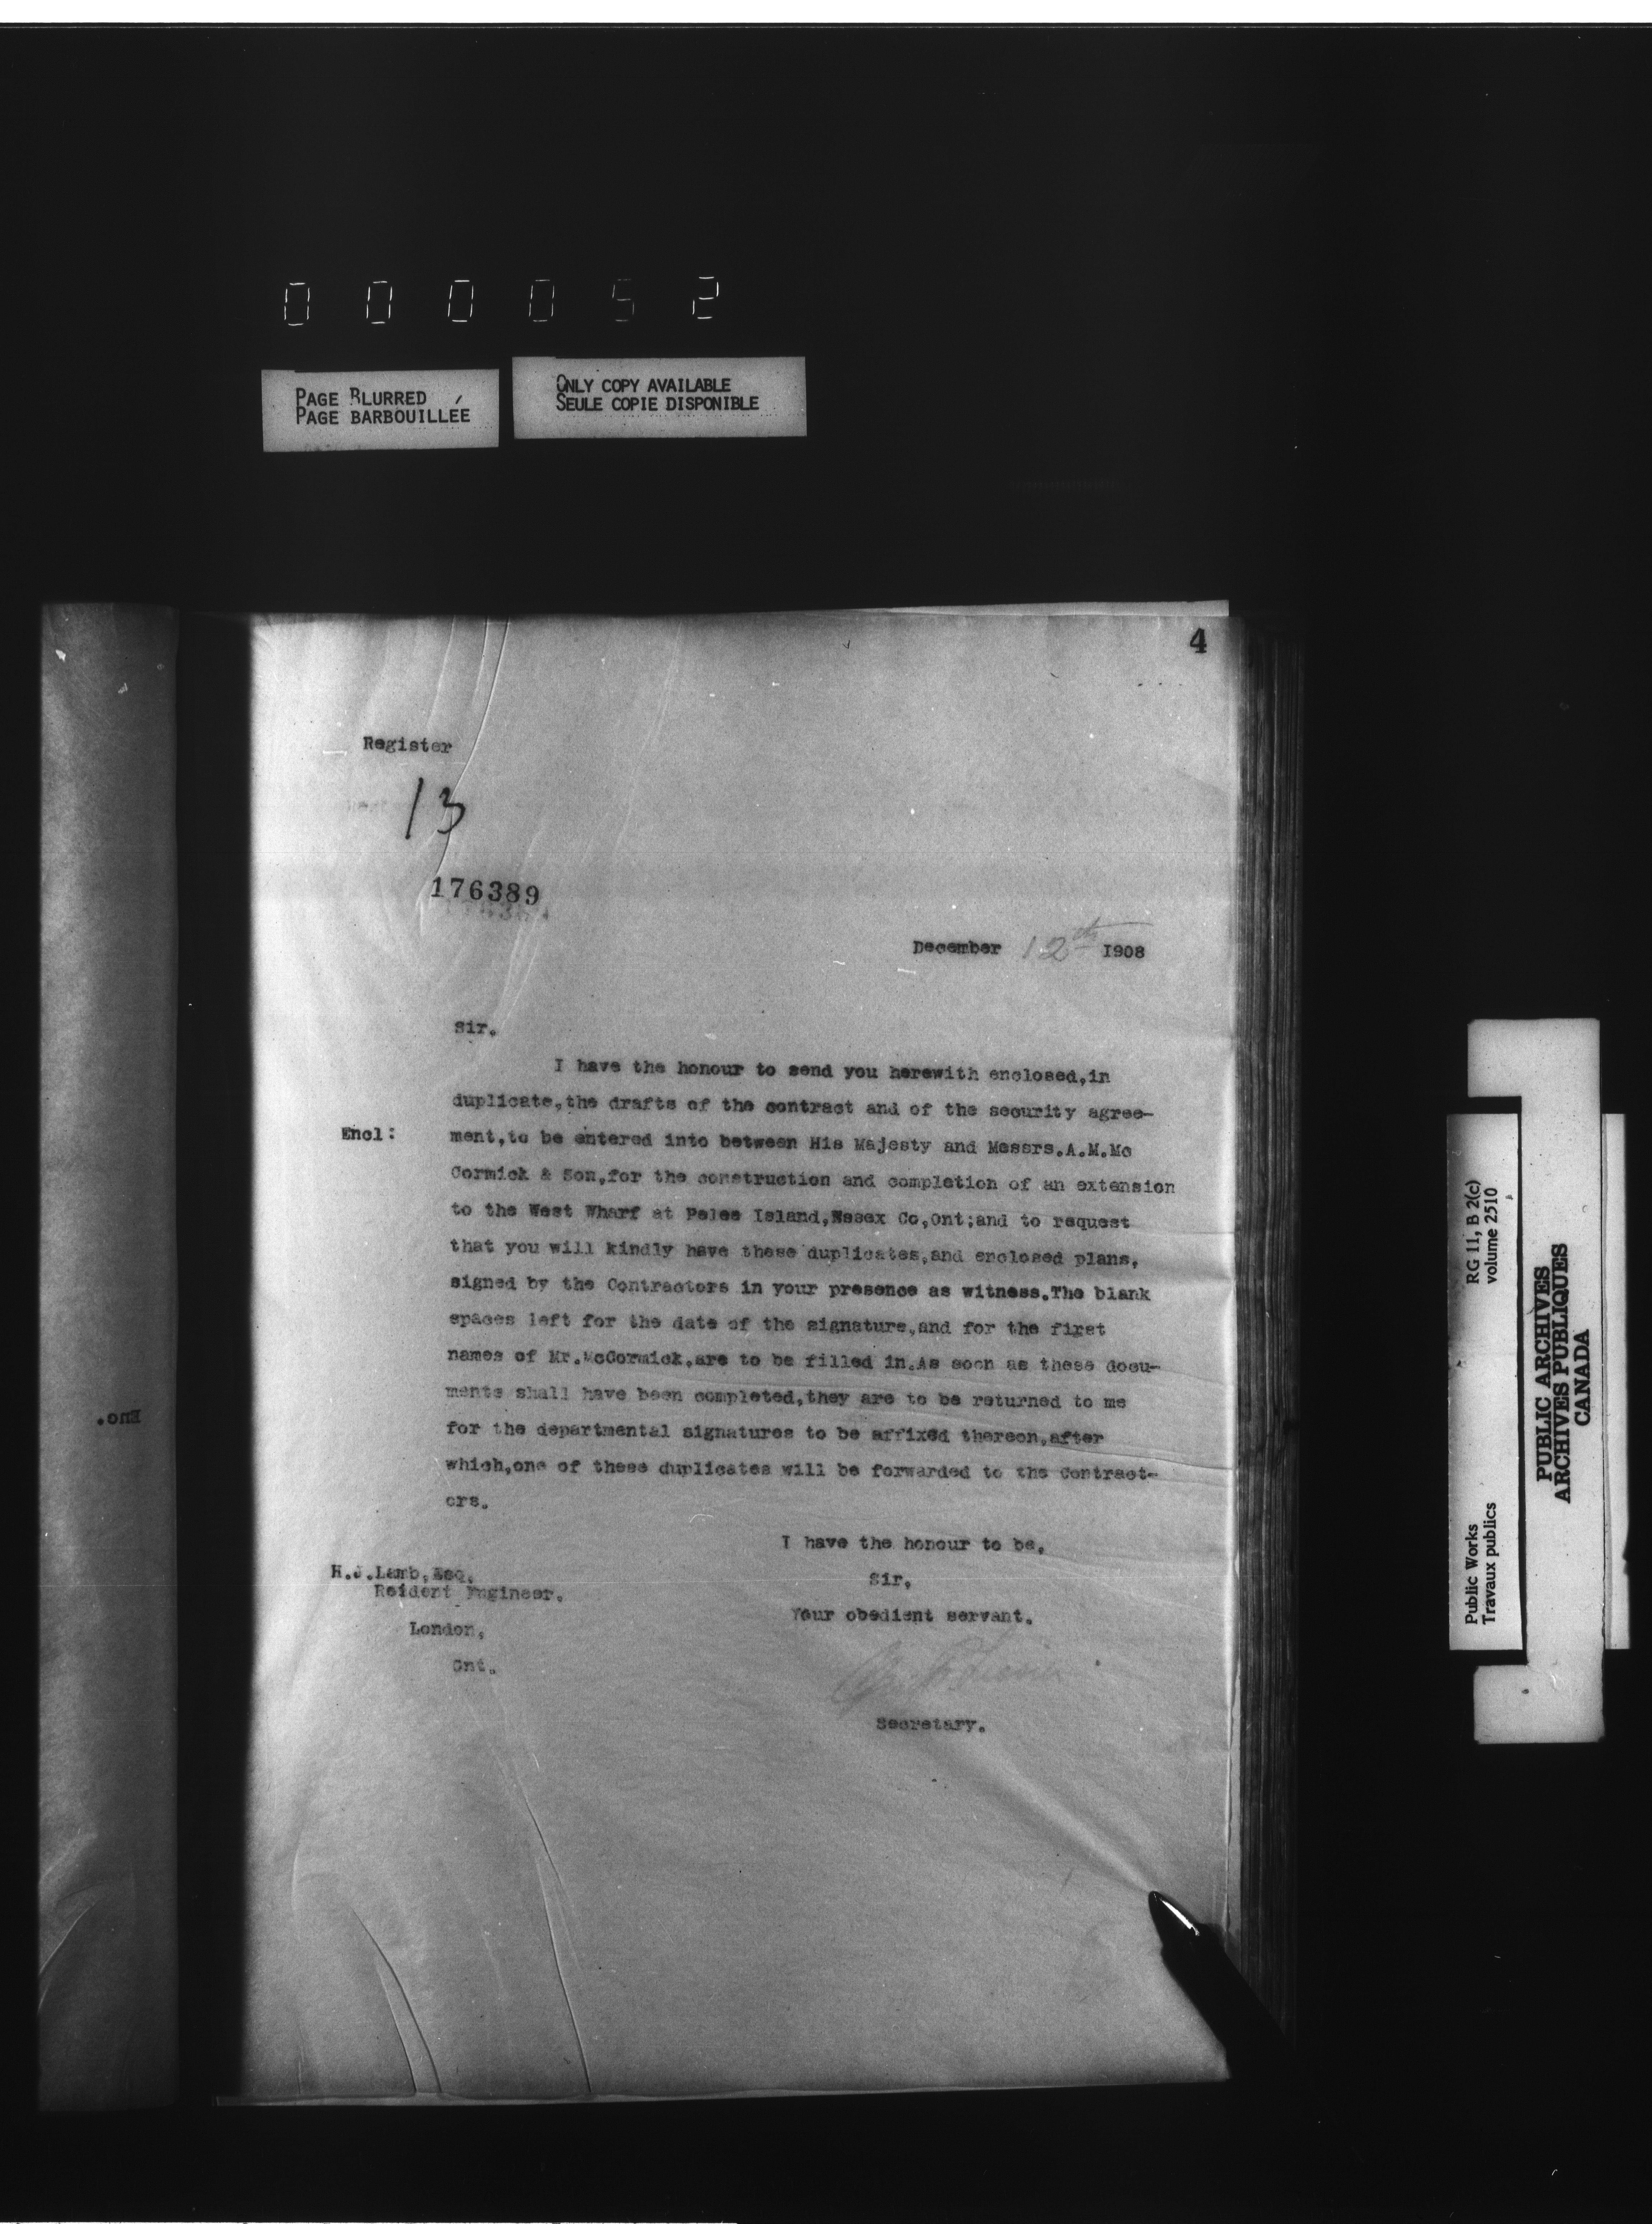 000052
PAGE BLURRED
PAGE BARBOUILLÉE
ONLY COPY AVAILABLE
SEULE COPIE DISPONIBLE
4
Register
13
176389
December 12th 1908
Sir.
I have the honour to send you herewith enclosed,in
duplicate,the drafts of the contract and of the security agree-
Encl:
ment,to be entered into between His Majesty and Messrs.A.M.Mc
Cormick & Son,for the construction and completion of an extension
to the West Wharf at Pelee Island,Essex Co,Ont;and to request
that you will kindly have these duplicates,and enclosed plans,
signed by the Contractors in your presence as witness.The blank
spaces left for the date of the signature,and for the first
names of Mr.McCormick,are to be filled in.As soon as these docu-
ments shall have been completed,they are to be returned to me
for the departmental signatures to be affixed thereon,after
which,one of these duplicates will be forwarded to the Contract-
ors.
I have the honour to be,
Sir,
Your obedient servant.
Secretary.
H.J.Lamb,Esq.
Reident Engineer.
London,
Ont.
Enc.
Public Works
Travaux publics
RG 11, B 2(c)
volume 2510
PUBLIC ARCHIVES
ARCHIVES PUBLIQUES
CANADA